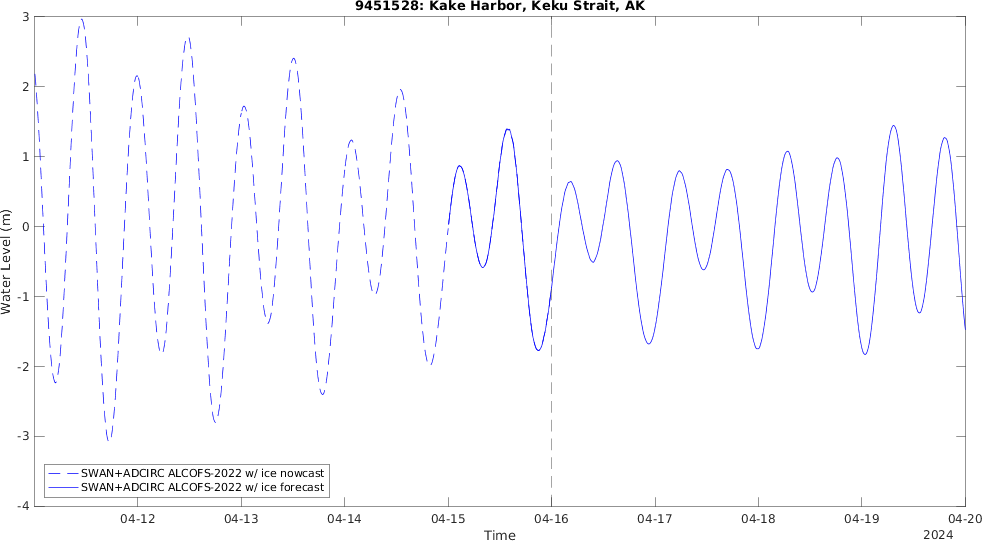 9451528: Kake Harbor, Keku Strait, AK
3
2
1
0
-1
-2
-3
-4
Water Level (m)
SWAN+ADCIRC ALCOFS-2022 w/ ice nowcast
SWAN+ADCIRC ALCOFS-2022 w/ ice forecast
04-12 04-13 04-14 04-15 04-16 04-17 04-18 04-19 04-20
Time
2024